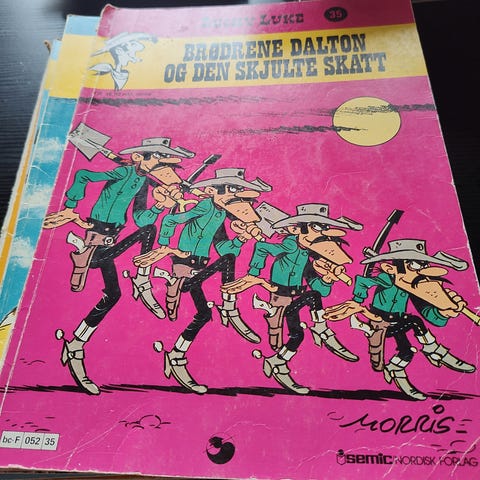 LUCKY LUKE
35
BRØDRENE DALTON
OG DEN SKJULTE SKATT
MORRIS
bc-F 052 35
semic/NORDISK FORLAG